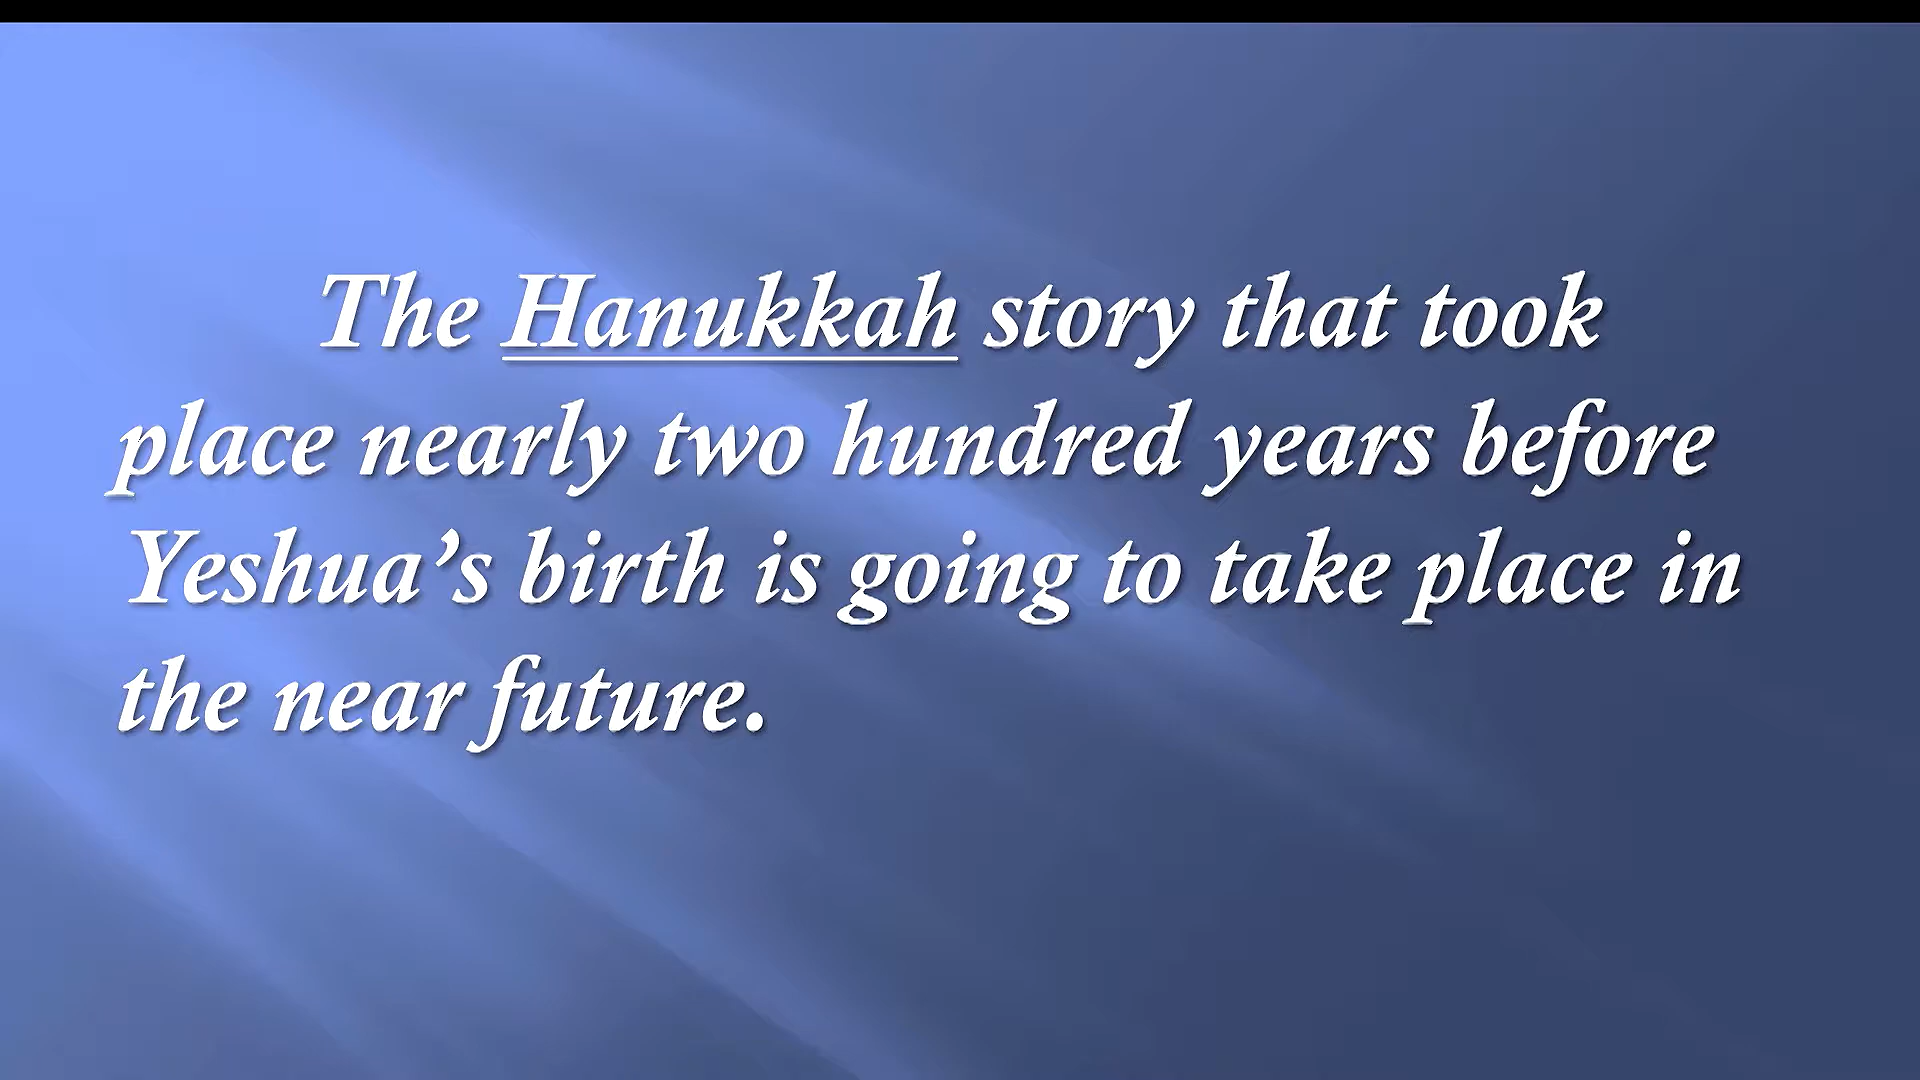 The Hanukkah story that took
place nearly two hundred years before
Yeshua’s birth is going to take place in
the near future.